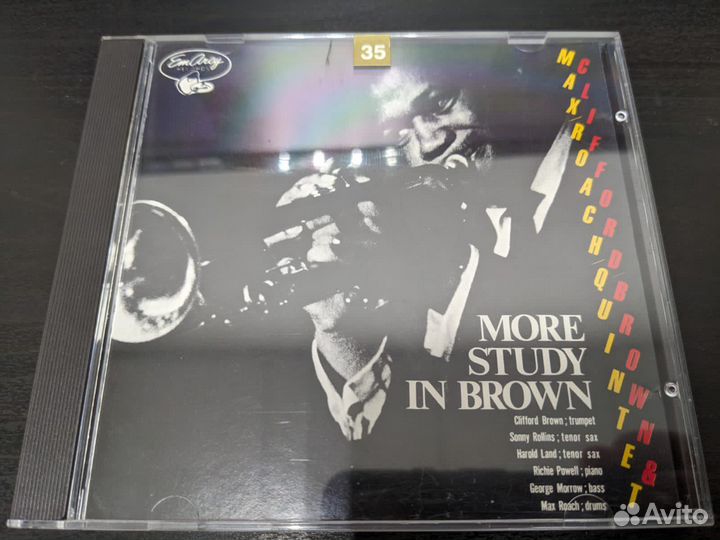 EmArcy
RECORDS
35
CLIFFORD BROWN &
MAX ROACH QUINTET
MORE
STUDY
IN BROWN
Clifford Brown ; trumpet
Sonny Rollins ; tenor sax
Harold Land ; tenor sax
Richie Powell ; piano
George Morrow ; bass
Max Roach ; drums
Avito